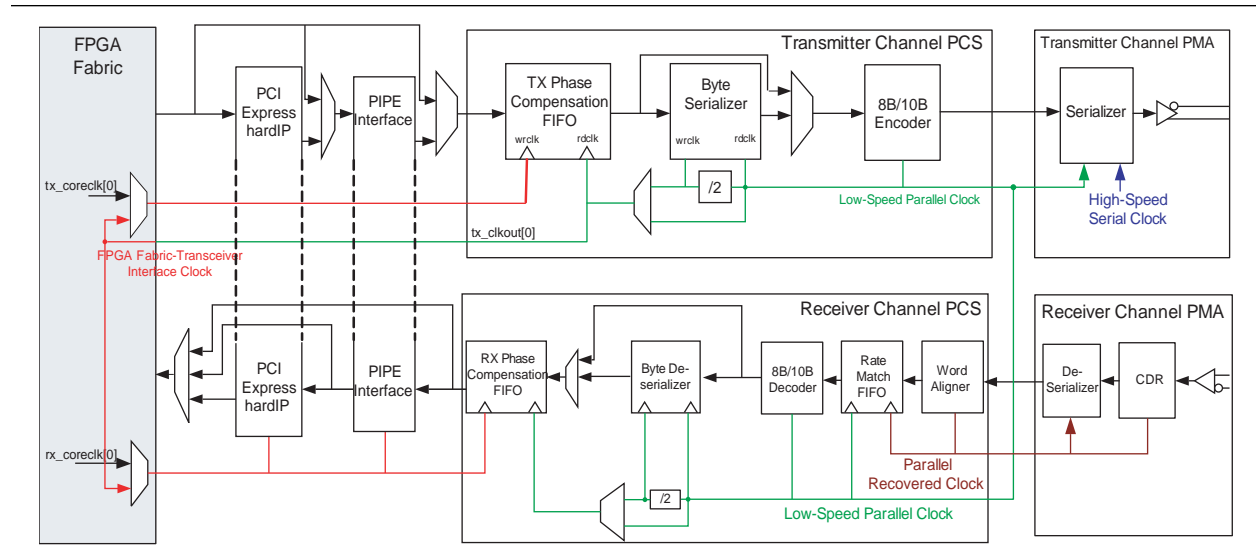 FPGA
Fabric
Transmitter Channel PCS
Transmitter Channel PMA
PCI
Express
hardIP
PIPE
Interface
TX Phase
Compensation
FIFO
wrclk
rdclk
Byte
Serializer
wrclk
rdclk
/2
8B/10B
Encoder
Serializer
tx_coreclk[0]
Low-Speed Parallel Clock
High-Speed
Serial Clock
tx_clkout[0]
FPGA Fabric-Transceiver
Interface Clock
Receiver Channel PCS
Receiver Channel PMA
PCI
Express
hardIP
PIPE
Interface
RX Phase
Compensation
FIFO
Byte De-
serializer
8B/10B
Decoder
Rate
Match
FIFO
Word
Aligner
De-
Serializer
CDR
rx_coreclk[0]
Parallel
Recovered Clock
/2
Low-Speed Parallel Clock